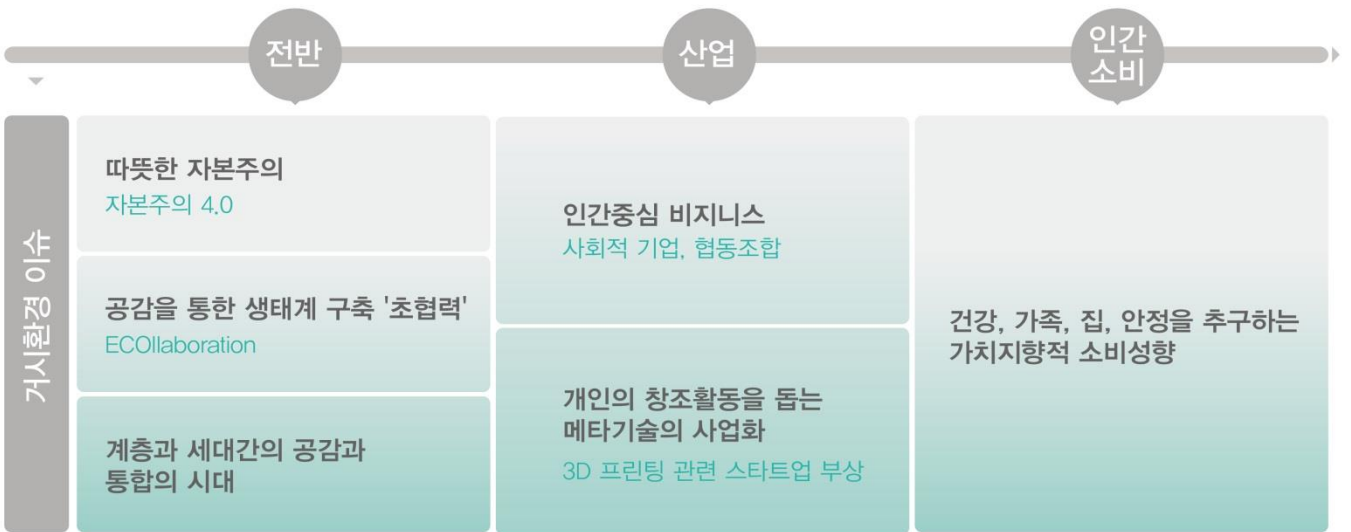 전반
산업
인간
소비
거시환경 이슈
따뜻한 자본주의
자본주의 4.0
공감을 통한 생태계 구축 '초협력'
ECOllaboration
계층과 세대간의 공감과
통합의 시대
인간중심 비지니스
사회적 기업, 협동조합
개인의 창조활동을 돕는
메타기술의 사업화
3D 프린팅 관련 스타트업 부상
건강, 가족, 집, 안정을 추구하는
가치지향적 소비성향